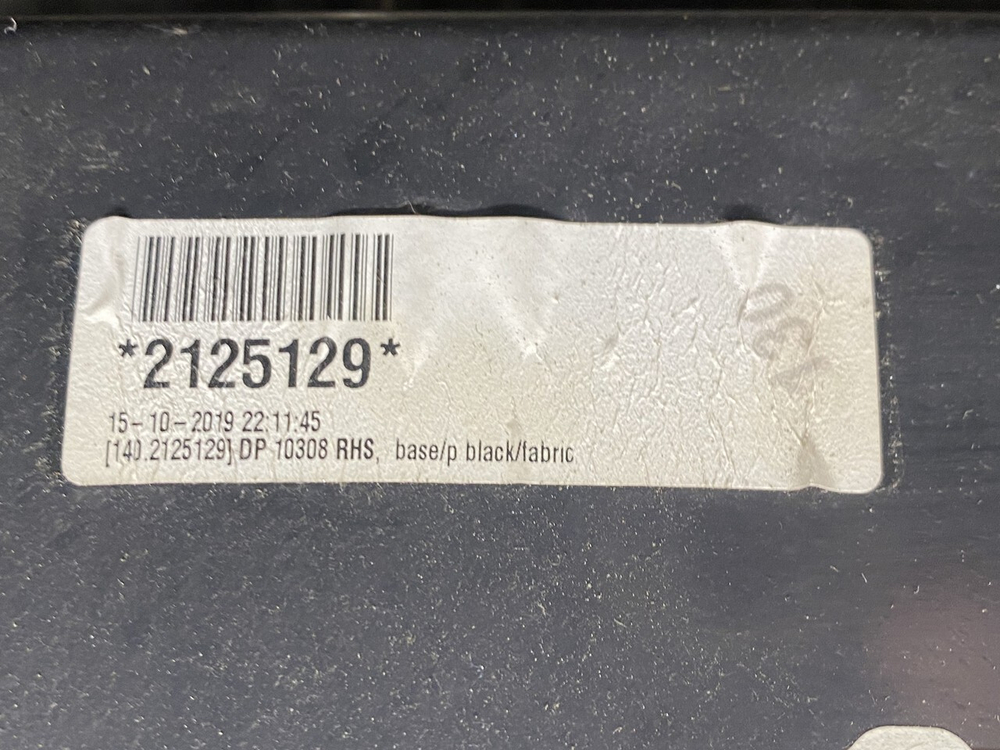 *2125129*
15-10-2019 22:11:45
[140.2125129] DP 10308 RHS, base/p black/fabric